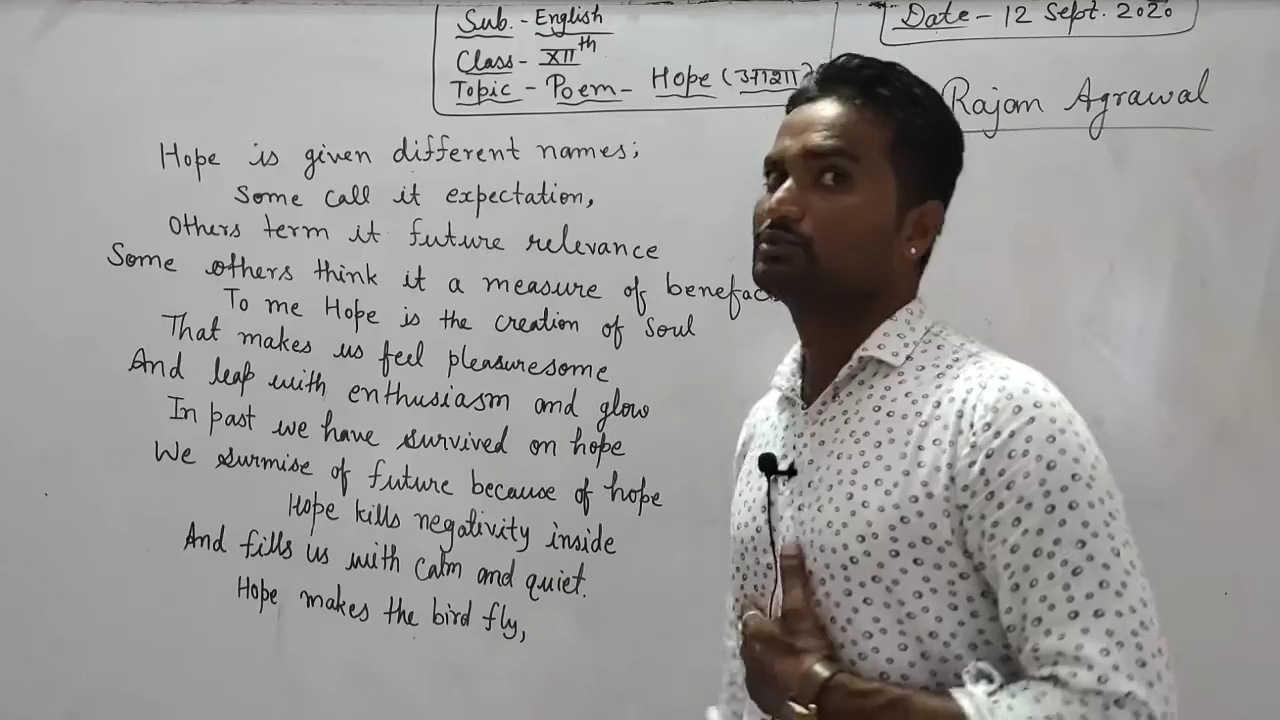 Sub. - English
Class - XIIth
Topic - Poem - Hope (आशा)
Date - 12 Sept. 2020
Rajam Agrawal
Hope is given different names;
Some call it expectation,
Others term it future relevance
Some others think it a measure of benefac
To me Hope is the creation of Soul
That makes us feel pleasuresome
And leap with enthusiasm and glow
In past we have survived on hope
We surmise of future because of hope
Hope kills negativity inside
And fills us with calm and quiet.
Hope makes the bird fly,